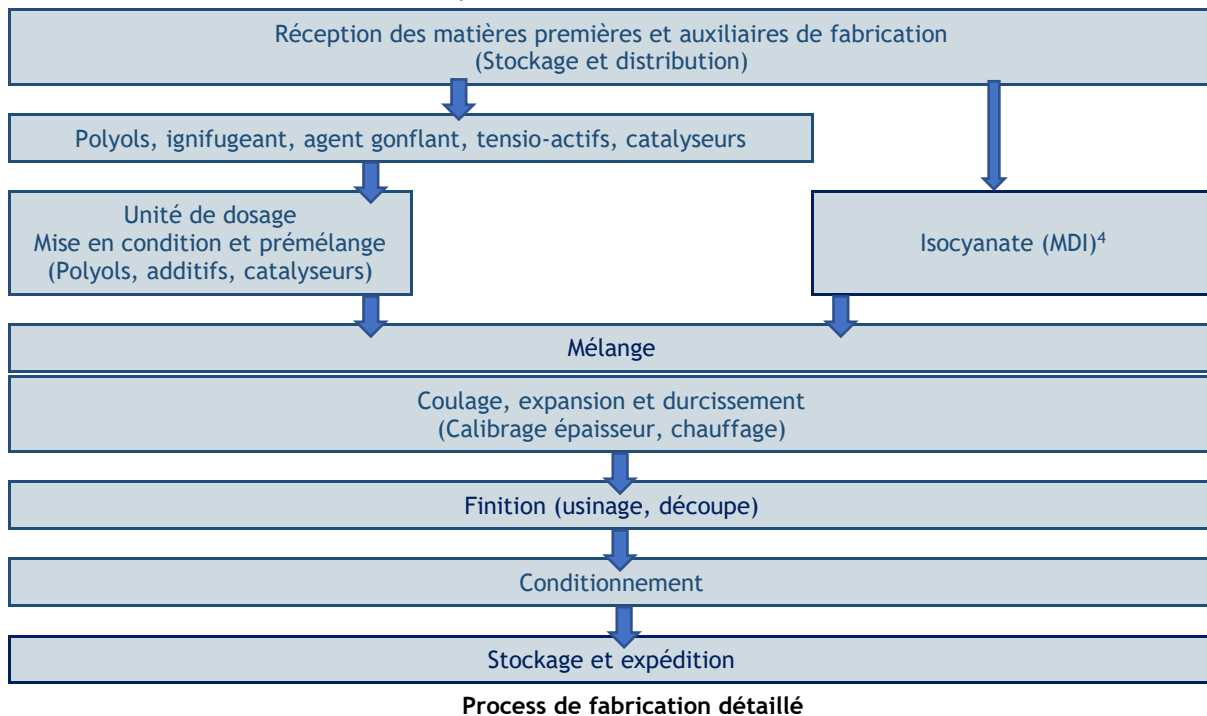 Réception des matières premières et auxiliaires de fabrication
(Stockage et distribution)
Polyols, ignifugeant, agent gonflant, tensio-actifs, catalyseurs
Unité de dosage
Mise en condition et prémélange
(Polyols, additifs, catalyseurs)
Isocyanate (MDI)⁴
Mélange
Coulage, expansion et durcissement
(Calibrage épaisseur, chauffage)
Finition (usinage, découpe)
Conditionnement
Stockage et expédition
Process de fabrication détaillé